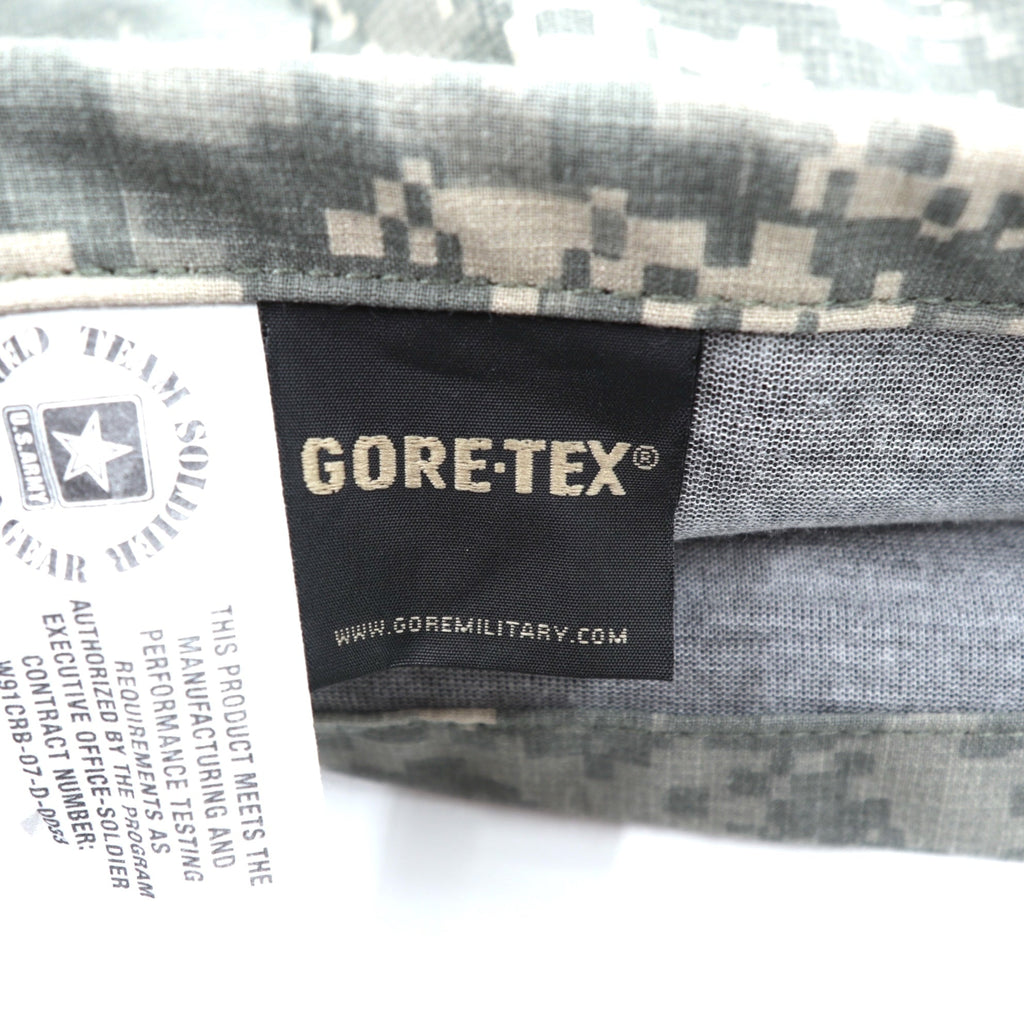 TEAM SOLDIER
GEAR
U.S.ARMY
THIS PRODUCT MEETS THE
MANUFACTURING AND
PERFORMANCE TESTING
REQUIREMENTS AS
AUTHORIZED BY THE PROGRAM
EXECUTIVE OFFICE-SOLDIER
CONTRACT NUMBER:
GORE-TEX®
WWW.GOREMILITARY.COM